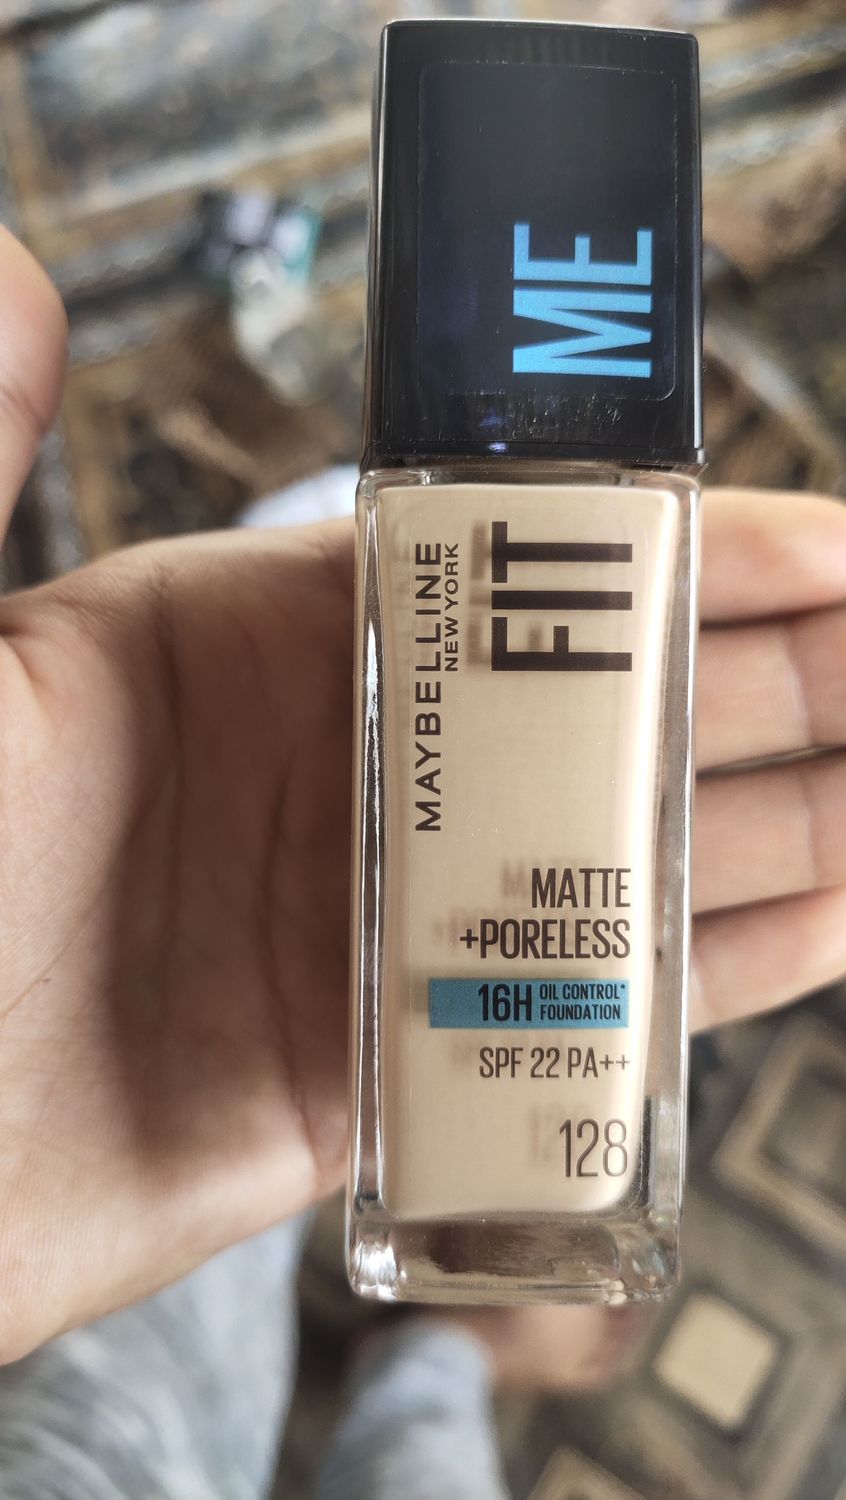 FIT ME
MAYBELLINE
NEW YORK
MATTE
+PORELESS
16H OIL CONTROL*
FOUNDATION
SPF 22 PA++
128